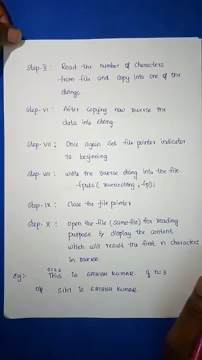 Step-V : Read the number of characters
from file and copy into one of the
strings.
Step-VI : After copying now reverse the
data into string.
Step-VII : Once again set file pointer indicator
To beginning
Step-VIII : write the reverse string into the file
fputs( reversestring, fp);
Step-IX : Close the file pointer
Step-X : open the file (same file) for reading
purpose & display the content
which will result the first n characters
in reverse.
eg: This is SATISH KUMAR. if n=3
o/p SihT is SATISH KUMAR